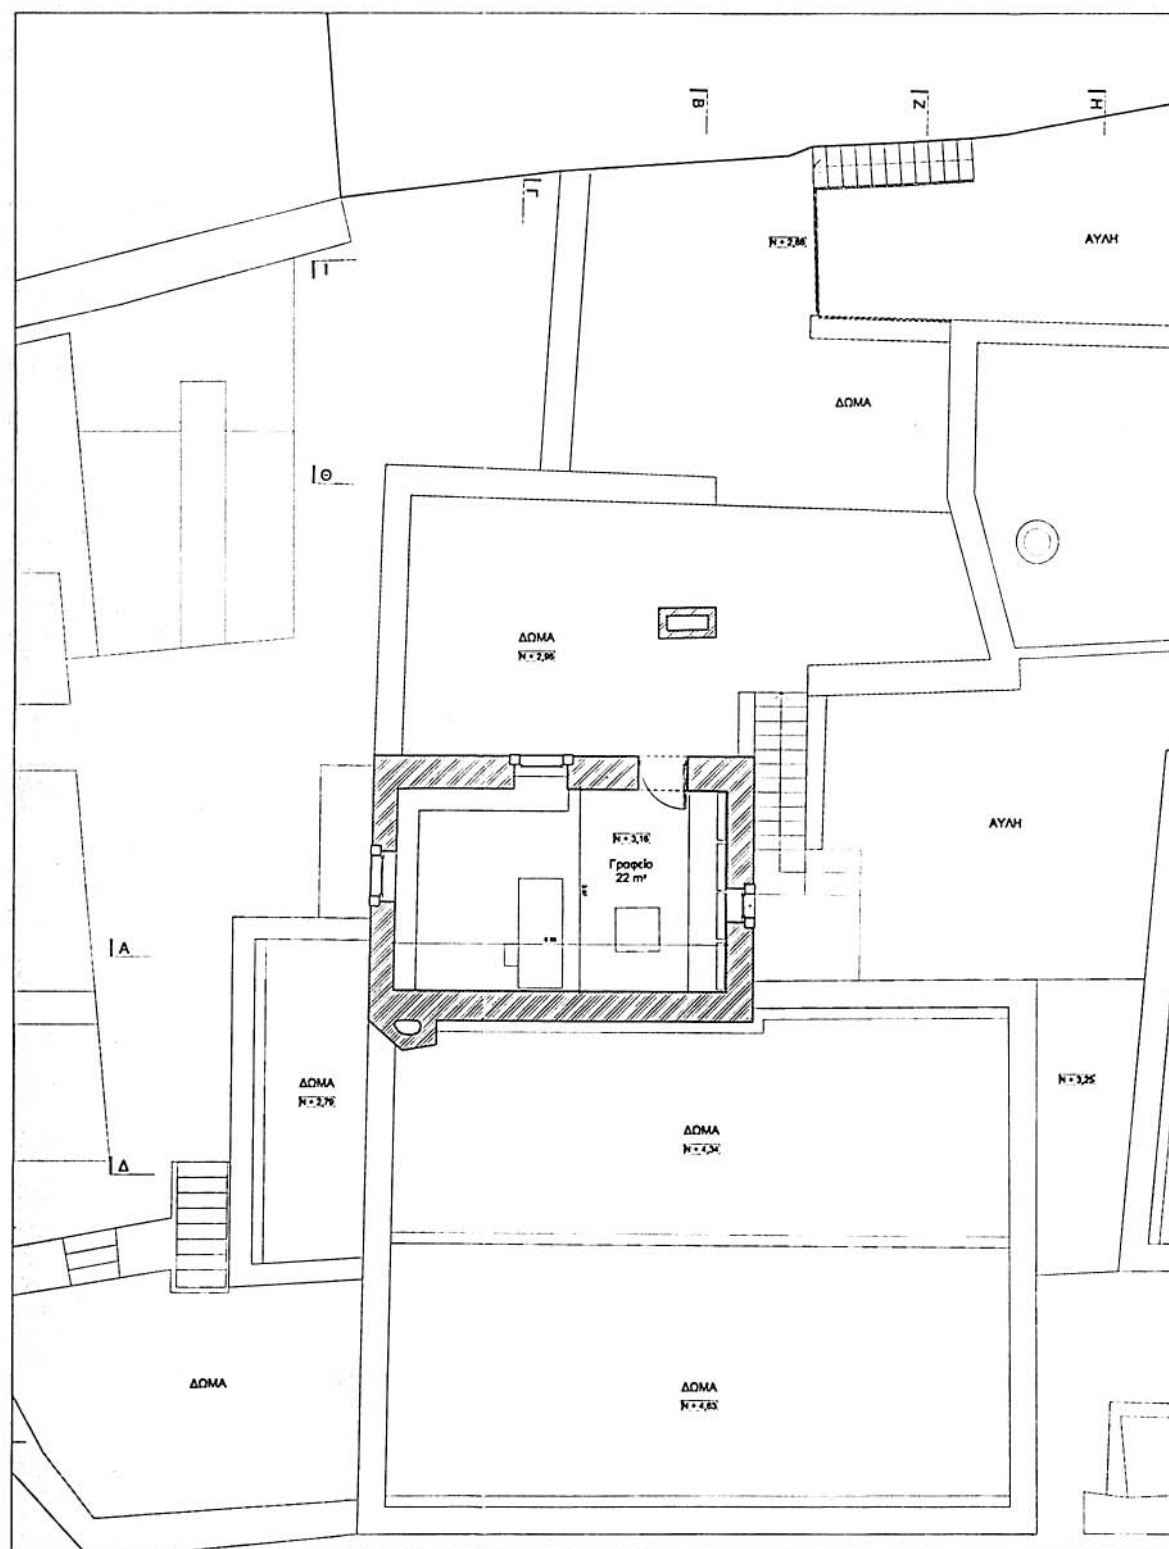 Β
Ζ
Η
Γ
Ν + 2,88
ΑΥΛΗ
Ι
ΔΩΜΑ
Θ
ΔΩΜΑ
Ν + 2,95
Ν + 3,16
Γραφείο
22 m²
ΑΥΛΗ
Α
ΔΩΜΑ
Ν + 2,79
Ν + 3,25
ΔΩΜΑ
Ν + 4,34
Δ
ΔΩΜΑ
ΔΩΜΑ
Ν + 4,63